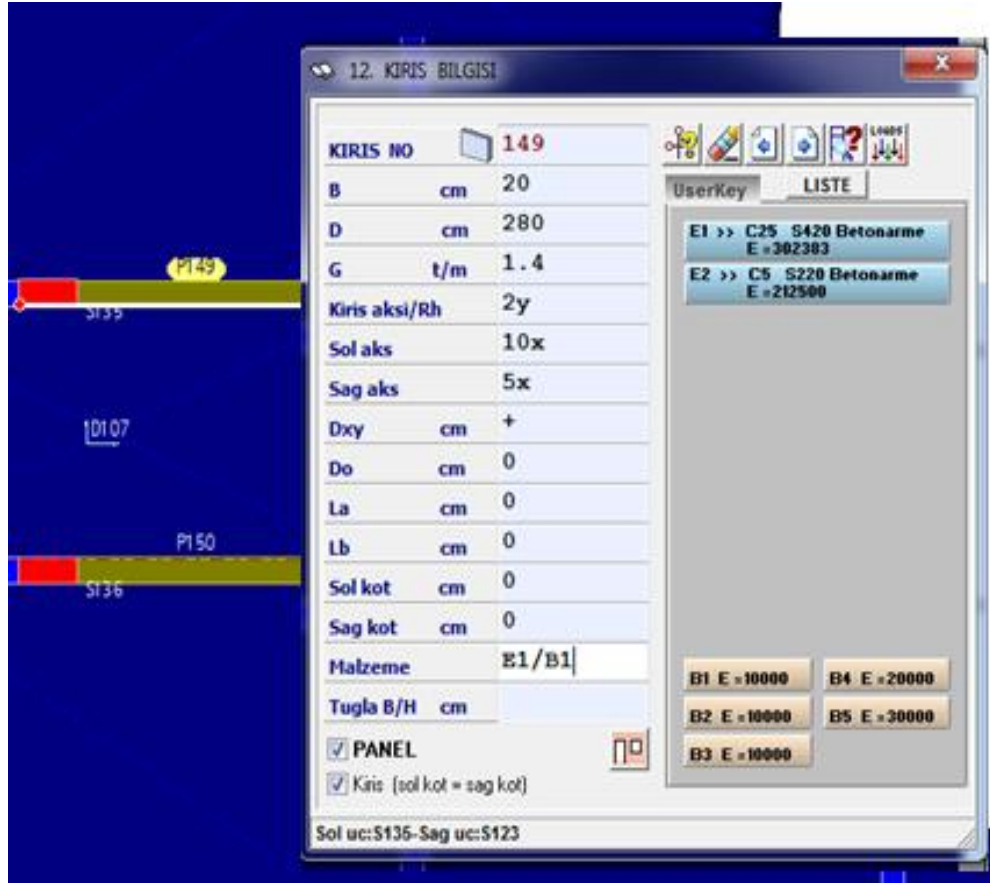 12. KIRIS BILGISI
KIRIS NO 149
B cm 20
D cm 280
G t/m 1.4
Kiris aksi/Rh 2y
Sol aks 10x
Sag aks 5x
Dxy cm +
Do cm 0
La cm 0
Lb cm 0
Sol kot cm 0
Sag kot cm 0
Malzeme E1/B1
Tugla B/H cm
PANEL
Kiris (sol kot = sag kot)
Sol uc:S135-Sag uc:S123
LOADS
UserKey LISTE
E1 >> C25 S420 Betonarme
E =302383
E2 >> C5 S220 Betonarme
E =212500
B1 E =10000 B4 E =20000
B2 E =10000 B5 E =30000
B3 E =10000
P149
S135
D107
P150
S136